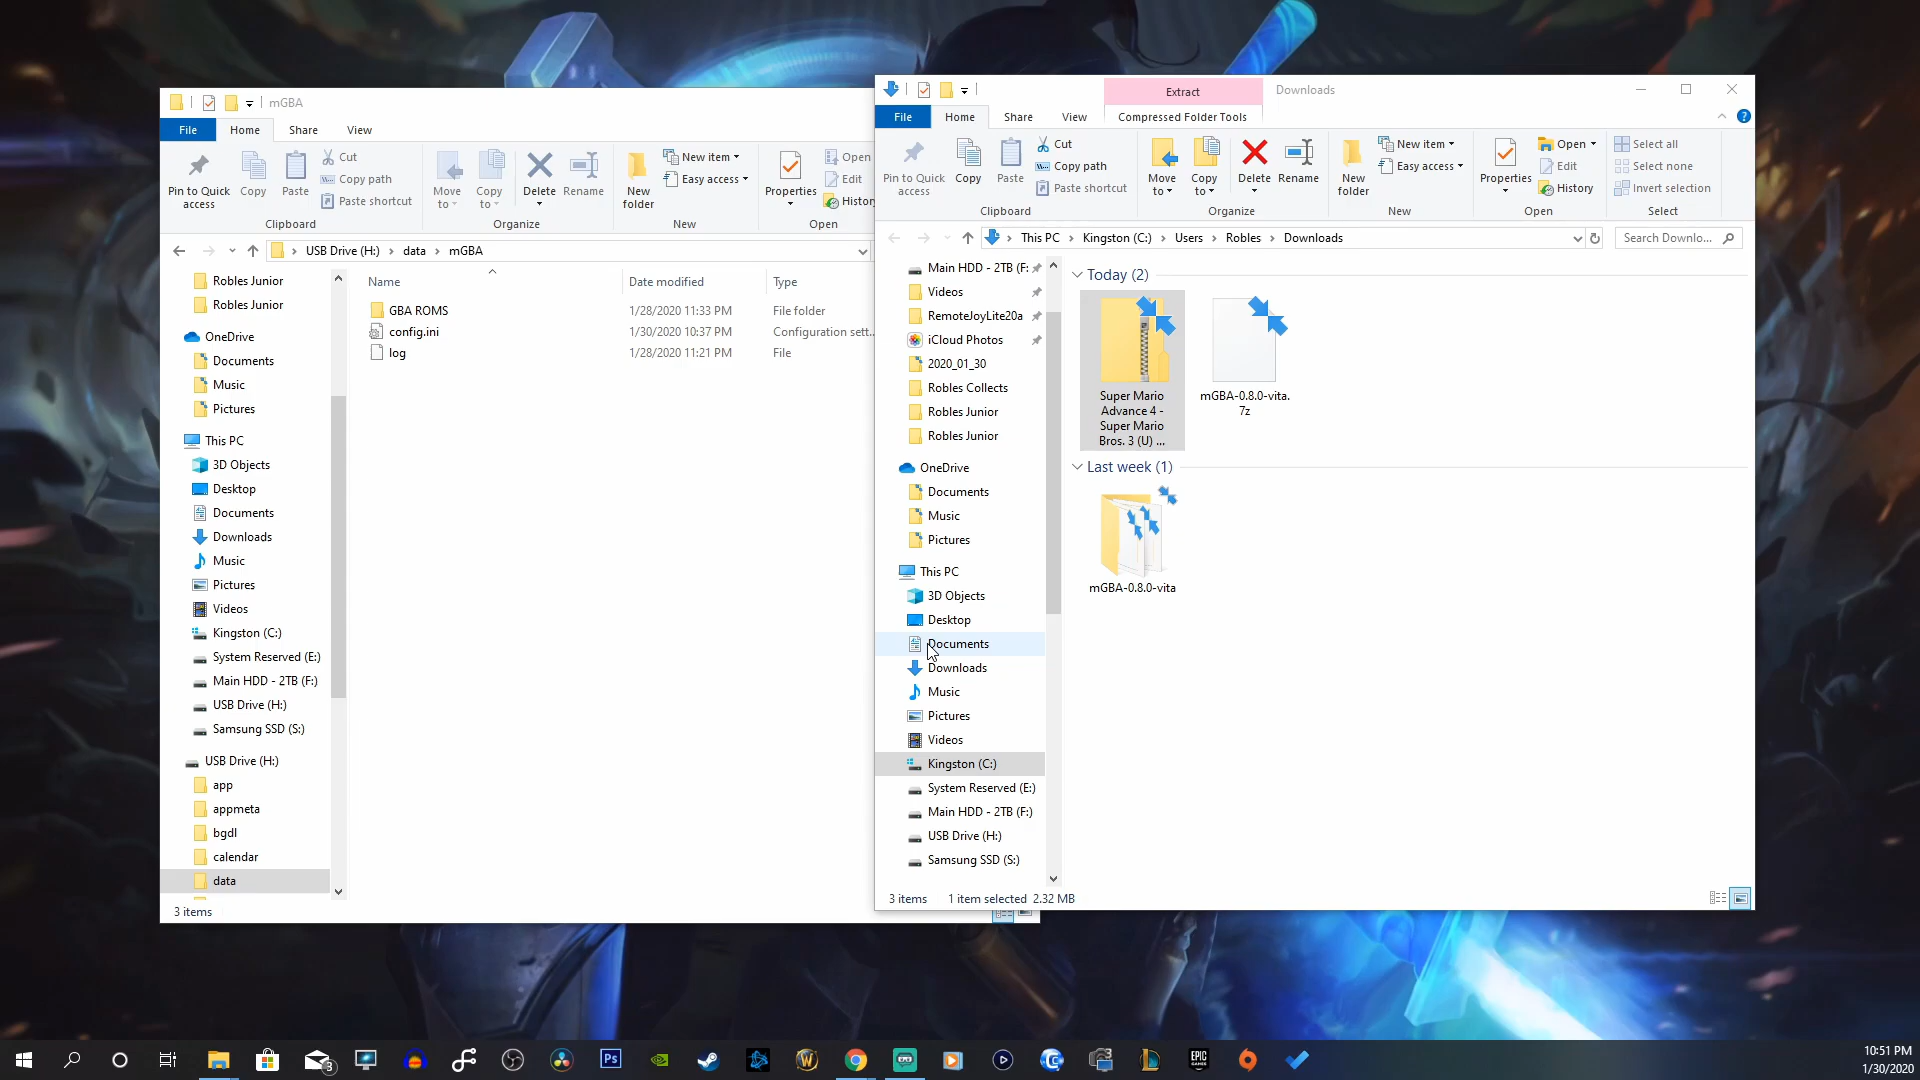 mGBA
File Home Share View
Pin to Quick access
Copy
Paste
Cut
Copy path
Paste shortcut
Clipboard
Move to
Copy to
Delete
Rename
Organize
New folder
New item
Easy access
New
Properties
Open
Edit
History
Open
USB Drive (H:) data mGBA
Robles Junior
Robles Junior
OneDrive
Documents
Music
Pictures
This PC
3D Objects
Desktop
Documents
Downloads
Music
Pictures
Videos
Kingston (C:)
System Reserved (E:)
Main HDD - 2TB (F:)
USB Drive (H:)
Samsung SSD (S:)
USB Drive (H:)
app
appmeta
bgdl
calendar
data
Name Date modified Type
GBA ROMS 1/28/2020 11:33 PM File folder
config.ini 1/30/2020 10:37 PM Configuration sett...
log 1/28/2020 11:21 PM File
3 items
Extract Downloads
File Home Share View Compressed Folder Tools
Pin to Quick access
Copy
Paste
Cut
Copy path
Paste shortcut
Clipboard
Move to
Copy to
Delete
Rename
Organize
New folder
New item
Easy access
New
Properties
Open
Edit
History
Open
Select all
Select none
Invert selection
Select
This PC Kingston (C:) Users Robles Downloads
Search Downlo...
Main HDD - 2TB (F:
Videos
RemoteJoyLite20a
iCloud Photos
2020_01_30
Robles Collects
Robles Junior
Robles Junior
OneDrive
Documents
Music
Pictures
This PC
3D Objects
Desktop
Documents
Downloads
Music
Pictures
Videos
Kingston (C:)
System Reserved (E:)
Main HDD - 2TB (F:)
USB Drive (H:)
Samsung SSD (S:)
Today (2)
Super Mario
Advance 4 -
Super Mario
Bros. 3 (U) ...
mGBA-0.8.0-vita.
7z
Last week (1)
mGBA-0.8.0-vita
3 items 1 item selected 2.32 MB
3
Ps
EPIC
GAMES
10:51 PM
1/30/2020